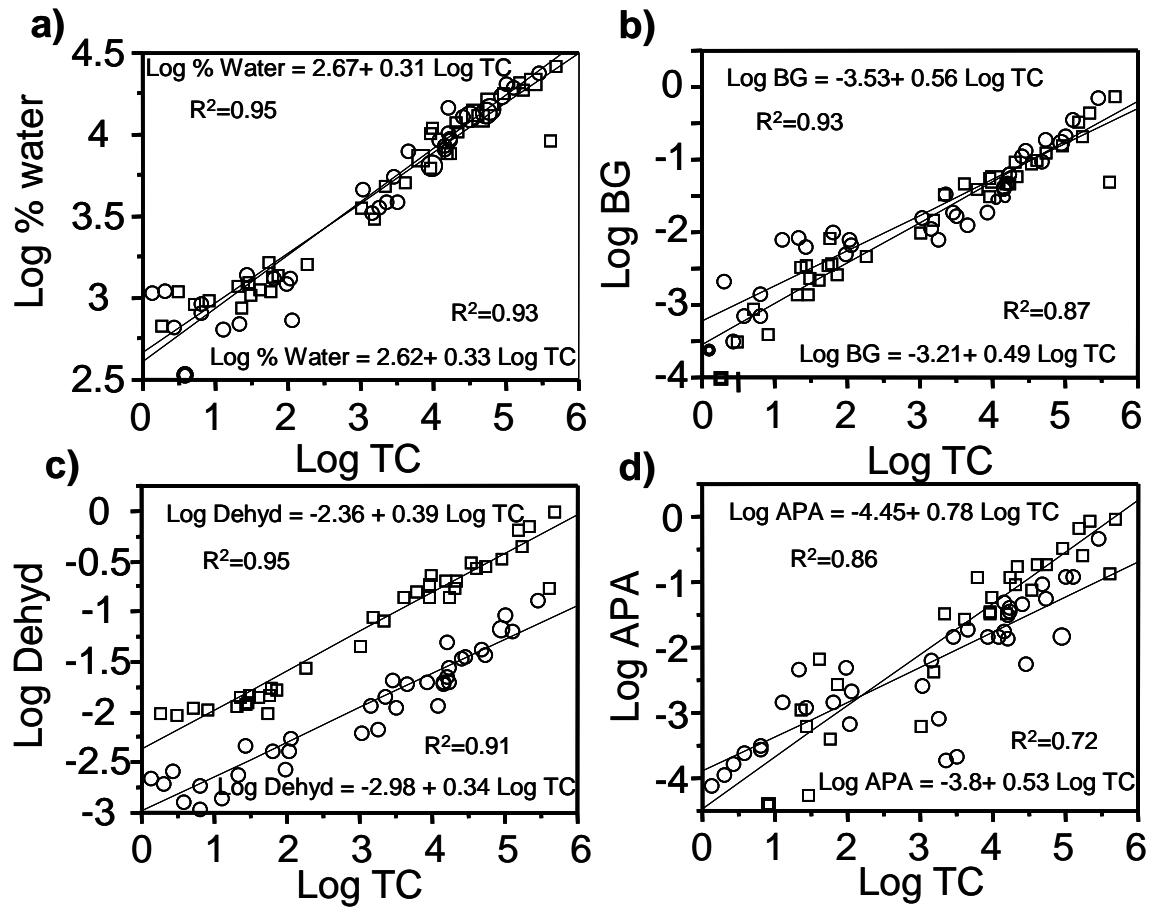 a)
Log % Water = 2.67+ 0.31 Log TC
R²=0.95
R²=0.93
Log % Water = 2.62+ 0.33 Log TC
Log % water
4.5
4
3.5
3
2.5
0 1 2 3 4 5 6
Log TC
b)
Log BG = -3.53+ 0.56 Log TC
R²=0.93
R²=0.87
Log BG = -3.21+ 0.49 Log TC
Log BG
0
-1
-2
-3
-4
0 1 2 3 4 5 6
Log TC
c)
Log Dehyd = -2.36 + 0.39 Log TC
R²=0.95
R²=0.91
Log Dehyd = -2.98 + 0.34 Log TC
Log Dehyd
0
-0.5
-1
-1.5
-2
-2.5
-3
0 1 2 3 4 5 6
Log TC
d)
Log APA = -4.45+ 0.78 Log TC
R²=0.86
R²=0.72
Log APA = -3.8+ 0.53 Log TC
Log APA
0
-1
-2
-3
-4
0 1 2 3 4 5 6
Log TC